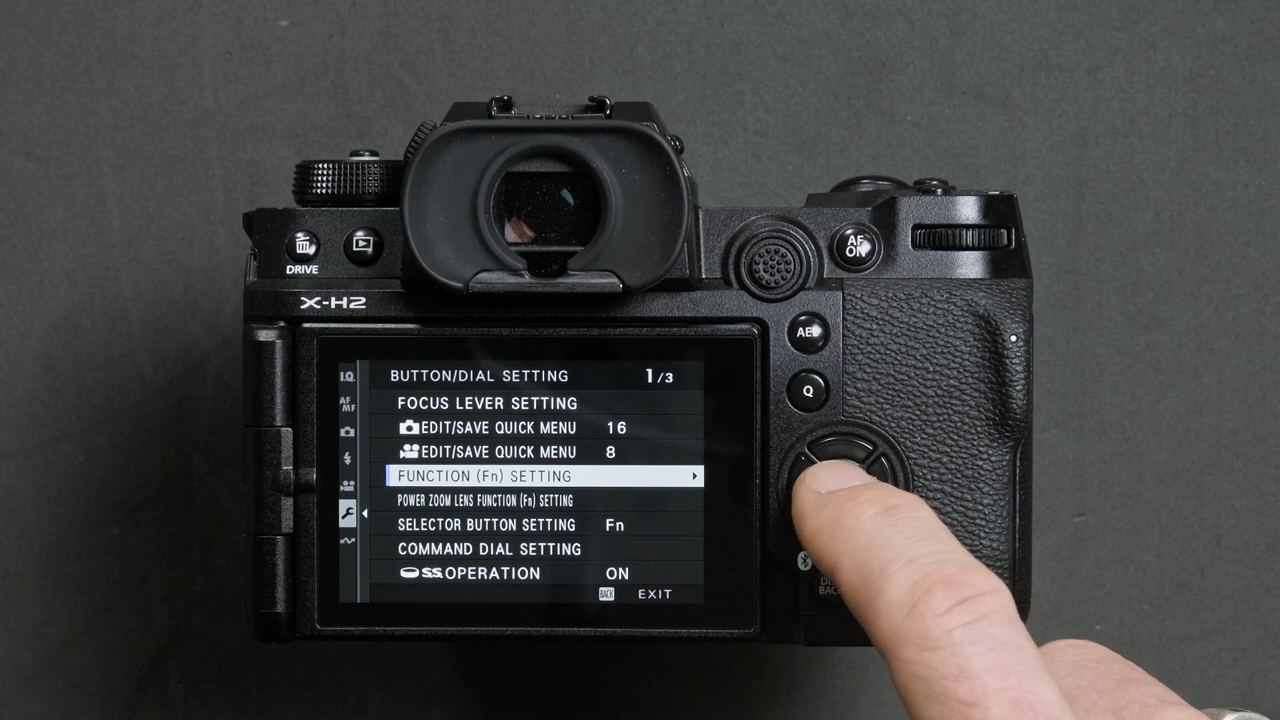 AF
ON
DRIVE
X-H2
AEL
Q
I.Q.
AF
MF
BUTTON/DIAL SETTING 1/3
FOCUS LEVER SETTING
EDIT/SAVE QUICK MENU 16
EDIT/SAVE QUICK MENU 8
FUNCTION (Fn) SETTING
POWER ZOOM LENS FUNCTION (Fn) SETTING
SELECTOR BUTTON SETTING Fn
COMMAND DIAL SETTING
S.S. OPERATION ON
BACK EXIT